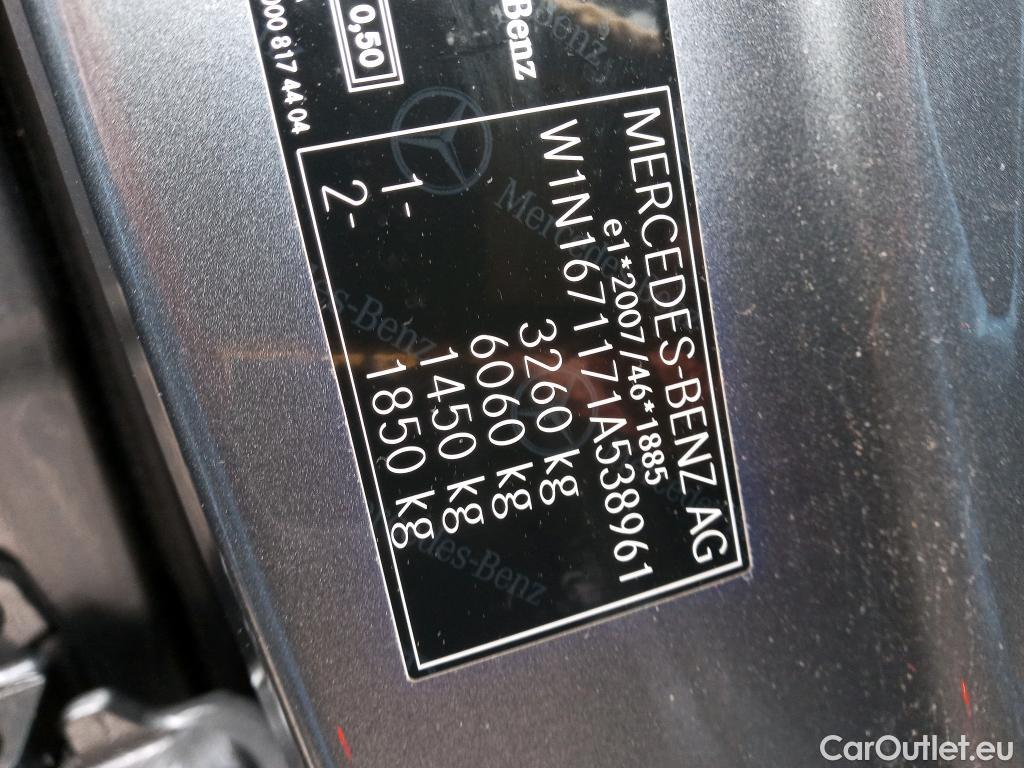 000 817 44 04
0,50
Benz
MERCEDES-BENZ AG
e1*2007/46*1885
W1N1671171A538961
3260 kg
6060 kg
1- 1450 kg
2- 1850 kg
CarOutlet.eu